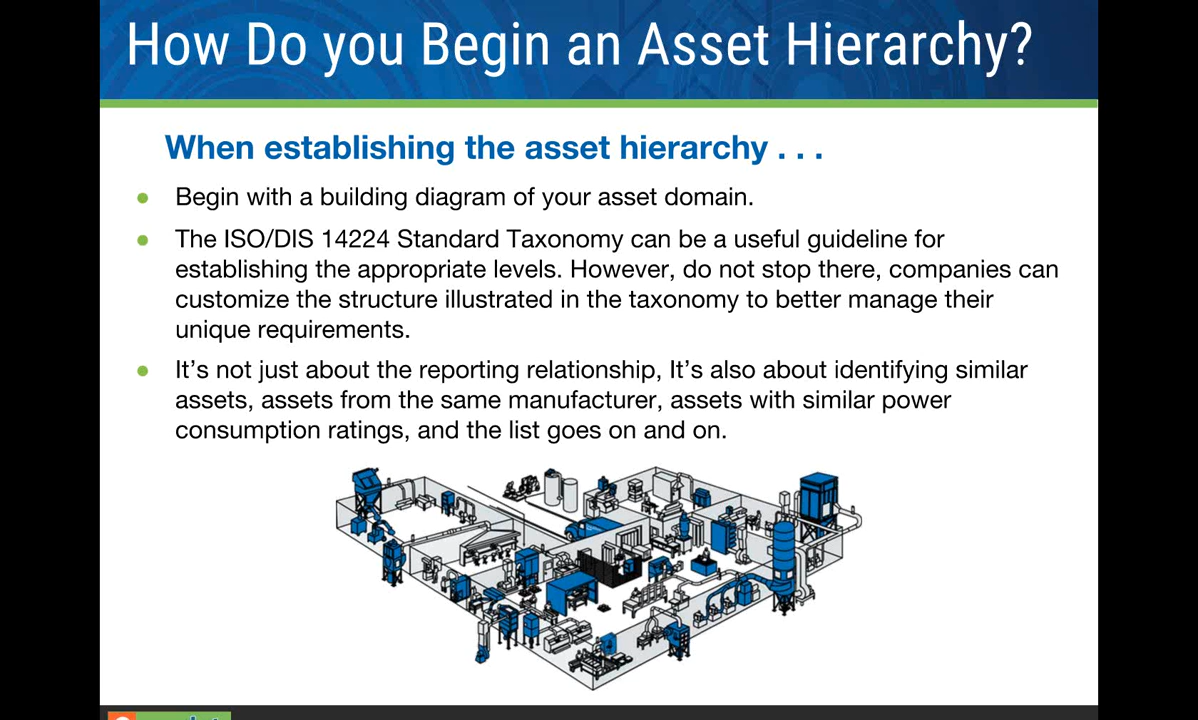 How Do you Begin an Asset Hierarchy?
When establishing the asset hierarchy . . .
● Begin with a building diagram of your asset domain.
● The ISO/DIS 14224 Standard Taxonomy can be a useful guideline for
establishing the appropriate levels. However, do not stop there, companies can
customize the structure illustrated in the taxonomy to better manage their
unique requirements.
● It's not just about the reporting relationship, It's also about identifying similar
assets, assets from the same manufacturer, assets with similar power
consumption ratings, and the list goes on and on.